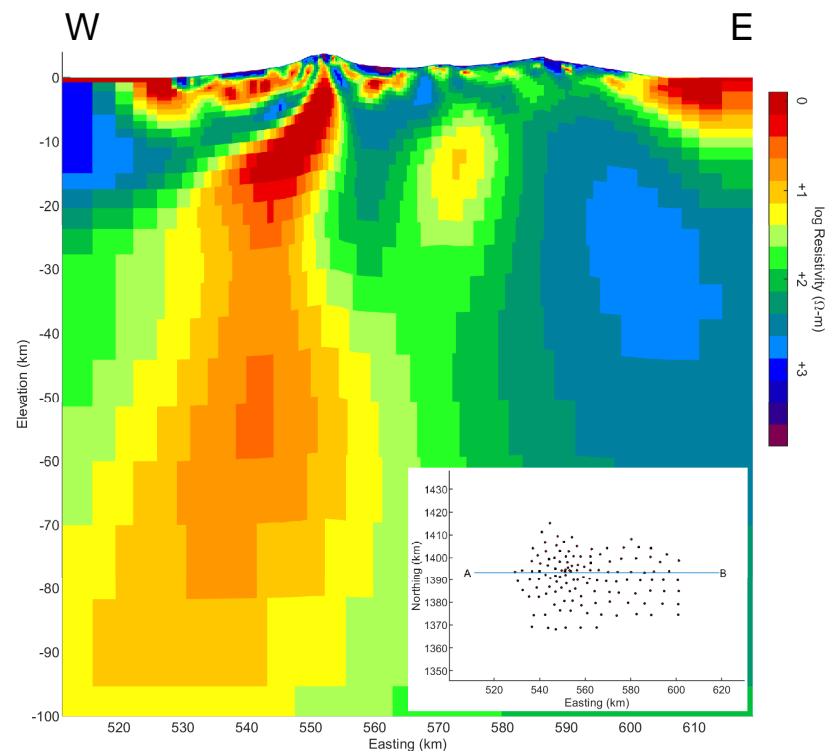 W E
0
-10
-20
-30
-40
-50
-60
-70
-80
-90
-100
Elevation (km)
520 530 540 550 560 570 580 590 600 610
Easting (km)
0
+1
+2
+3
log Resistivity (Ω-m)
1430
1420
1410
1400
1390
1380
1370
1360
1350
Northing (km)
A B
520 540 560 580 600 620
Easting (km)